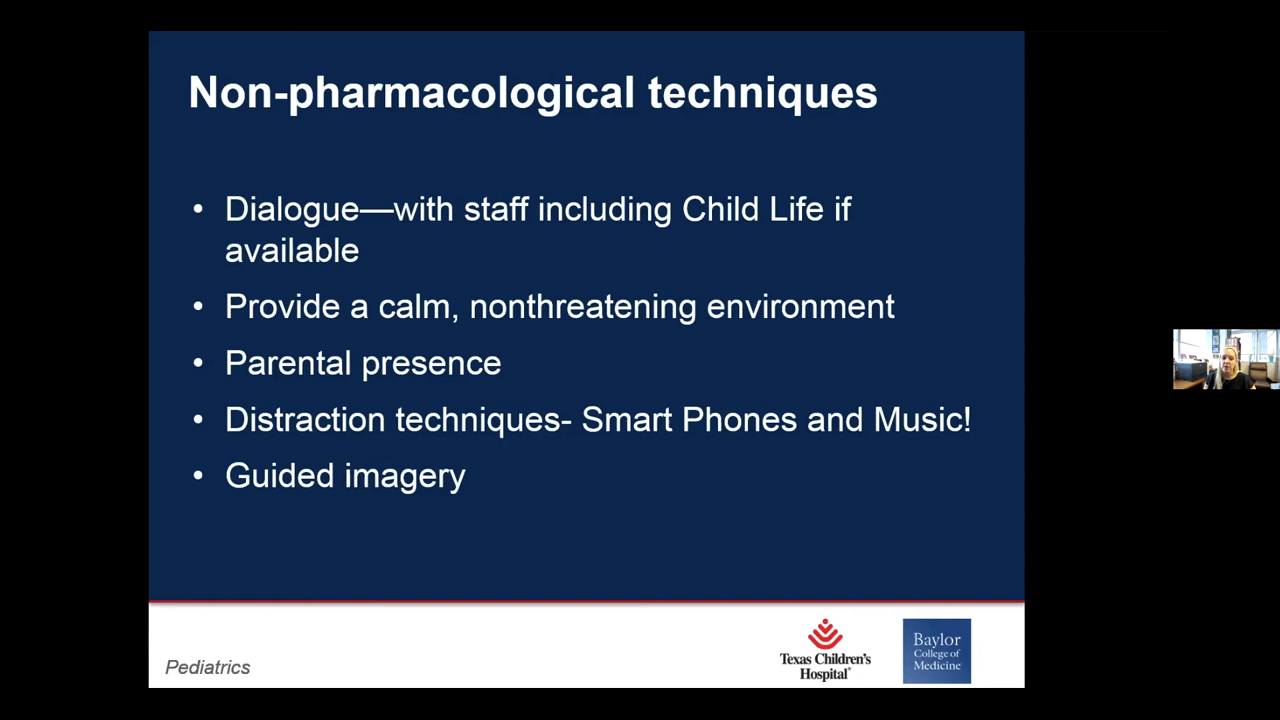 Non-pharmacological techniques
• Dialogue—with staff including Child Life if
available
• Provide a calm, nonthreatening environment
• Parental presence
• Distraction techniques- Smart Phones and Music!
• Guided imagery
Pediatrics
Texas Children's
Hospital®
Baylor
College of
Medicine